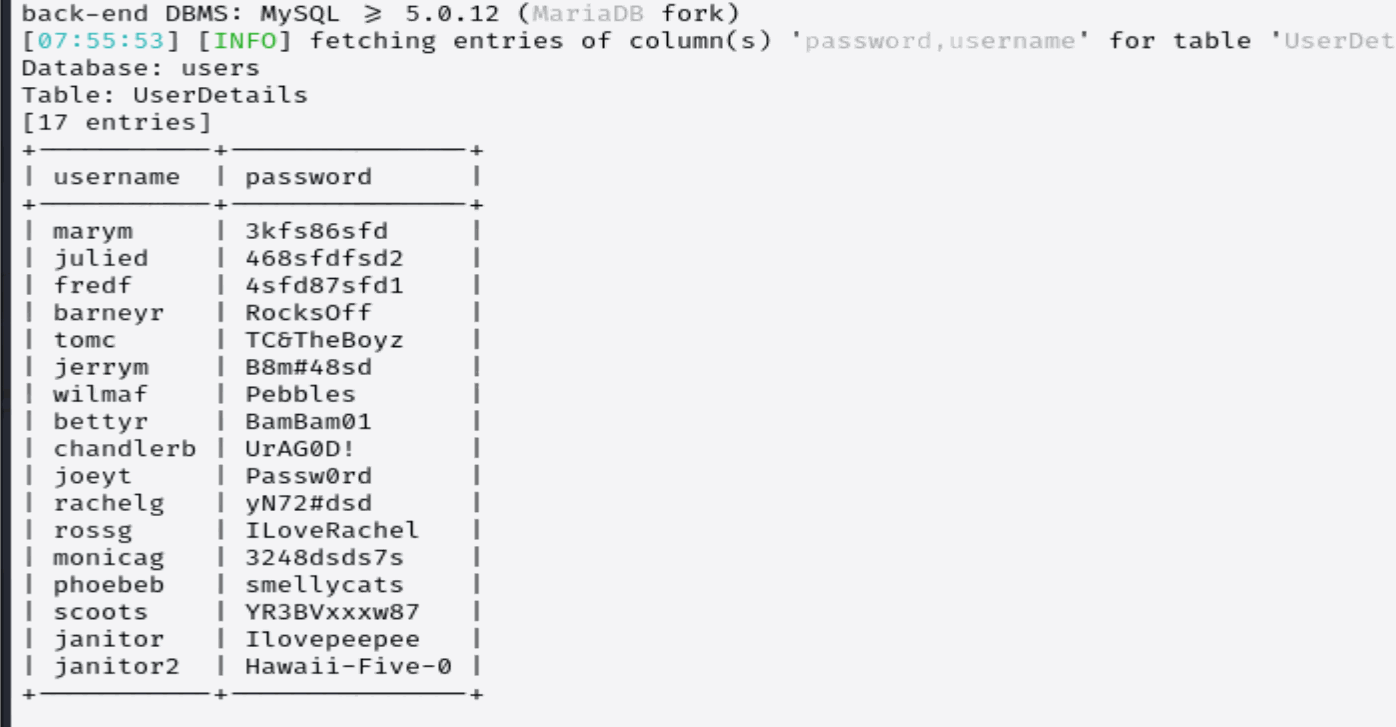 back-end DBMS: MySQL ≥ 5.0.12 (MariaDB fork)
[07:55:53] [INFO] fetching entries of column(s) 'password,username' for table 'UserDet
Database: users
Table: UserDetails
[17 entries]
| username | password |
| marym | 3kfs86sfd |
| julied | 468sfdfsd2 |
| fredf | 4sfd87sfd1 |
| barneyr | RocksOff |
| tomc | TC&TheBoyz |
| jerrym | B8m#48sd |
| wilmaf | Pebbles |
| bettyr | BamBam01 |
| chandlerb | UrAG0D! |
| joeyt | Passw0rd |
| rachelg | yN72#dsd |
| rossg | ILoveRachel |
| monicag | 3248dsds7s |
| phoebeb | smellycats |
| scoots | YR3BVxxxw87 |
| janitor | Ilovepeepee |
| janitor2 | Hawaii-Five-0 |